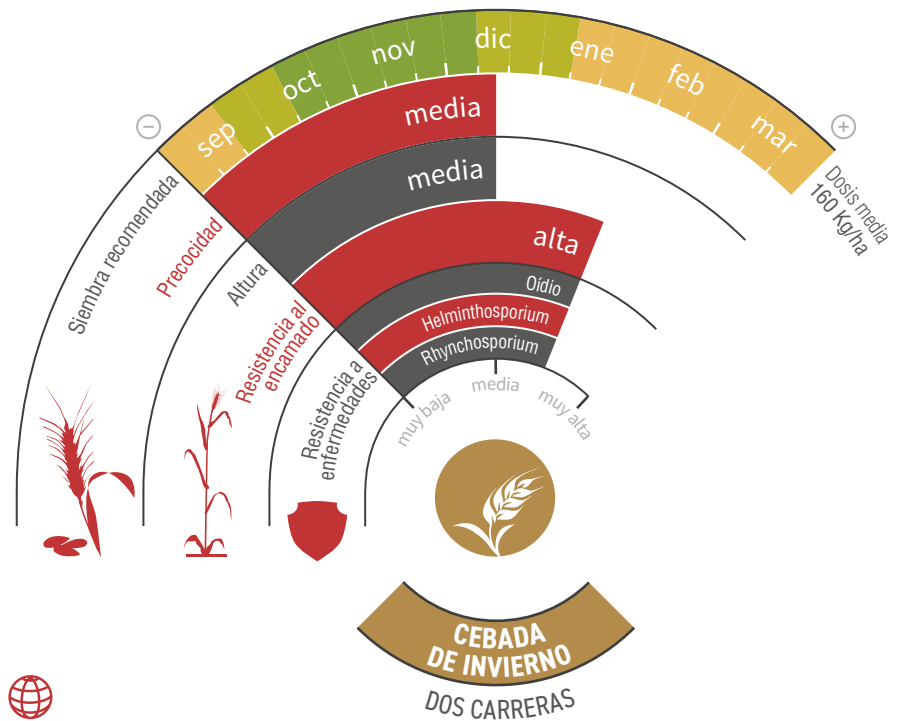 sep
oct
nov
dic
ene
feb
mar
−
+
Dosis media
160 Kg/ha
Siembra recomendada
Precocidad
media
Altura
media
Resistencia al
encamado
alta
Resistencia a
enfermedades
Oídio
Helminthosporium
Rhynchosporium
muy baja
media
muy alta
CEBADA
DE INVIERNO
DOS CARRERAS